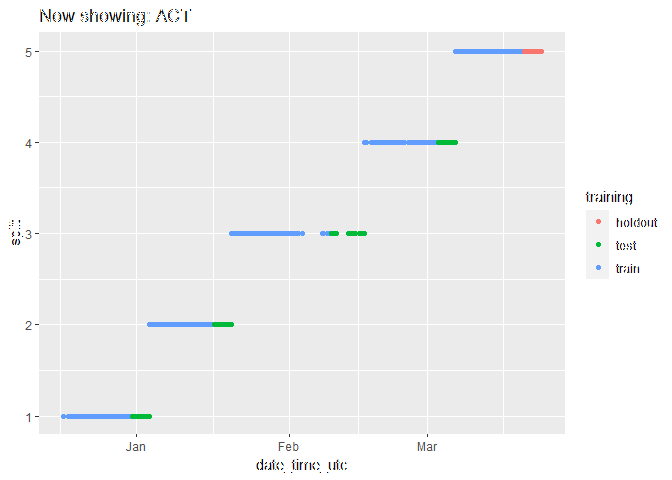 Now showing: ACT
5
4
3
2
1
Jan Feb Mar
date_time_utc
training
holdout
test
train